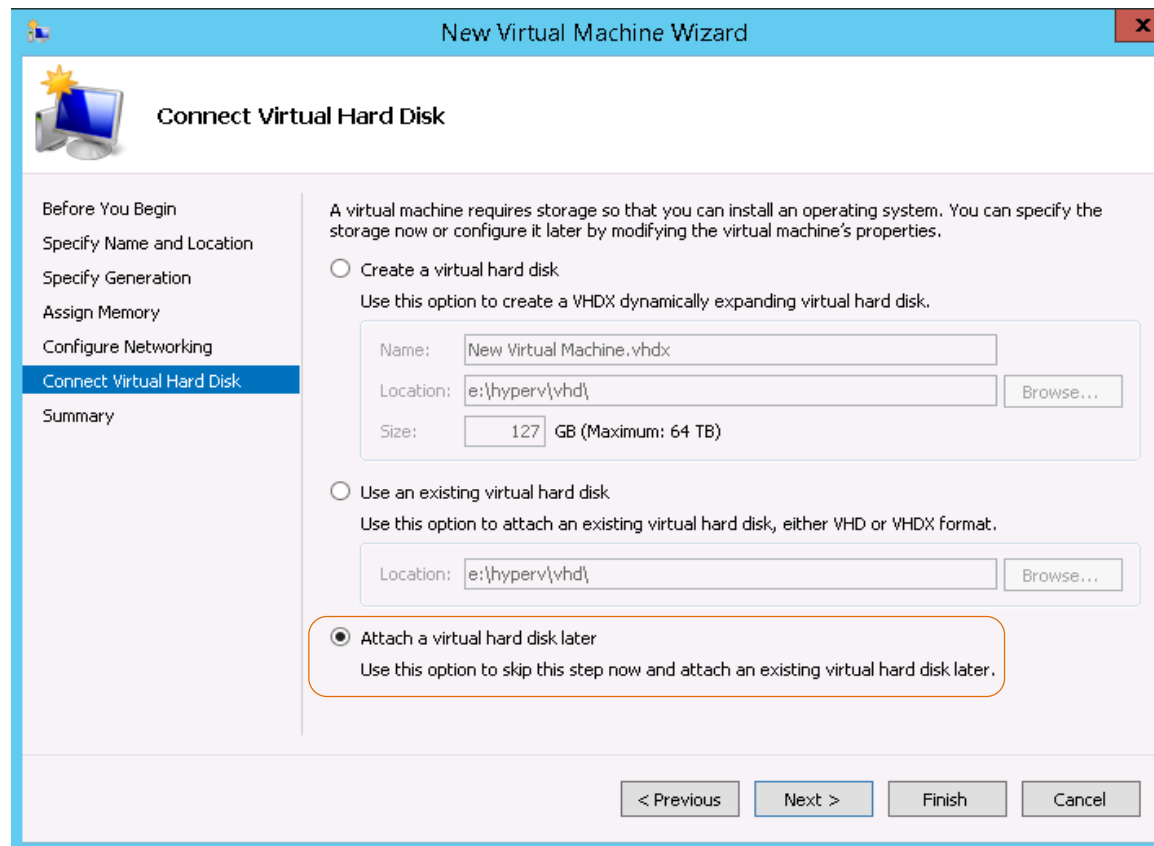 New Virtual Machine Wizard
x
Connect Virtual Hard Disk
Before You Begin
Specify Name and Location
Specify Generation
Assign Memory
Configure Networking
Connect Virtual Hard Disk
Summary
A virtual machine requires storage so that you can install an operating system. You can specify the
storage now or configure it later by modifying the virtual machine's properties.
Create a virtual hard disk
Use this option to create a VHDX dynamically expanding virtual hard disk.
Name: New Virtual Machine.vhdx
Location: e:\hyperv\vhd\ Browse...
Size: 127 GB (Maximum: 64 TB)
Use an existing virtual hard disk
Use this option to attach an existing virtual hard disk, either VHD or VHDX format.
Location: e:\hyperv\vhd\ Browse...
Attach a virtual hard disk later
Use this option to skip this step now and attach an existing virtual hard disk later.
< Previous Next > Finish Cancel